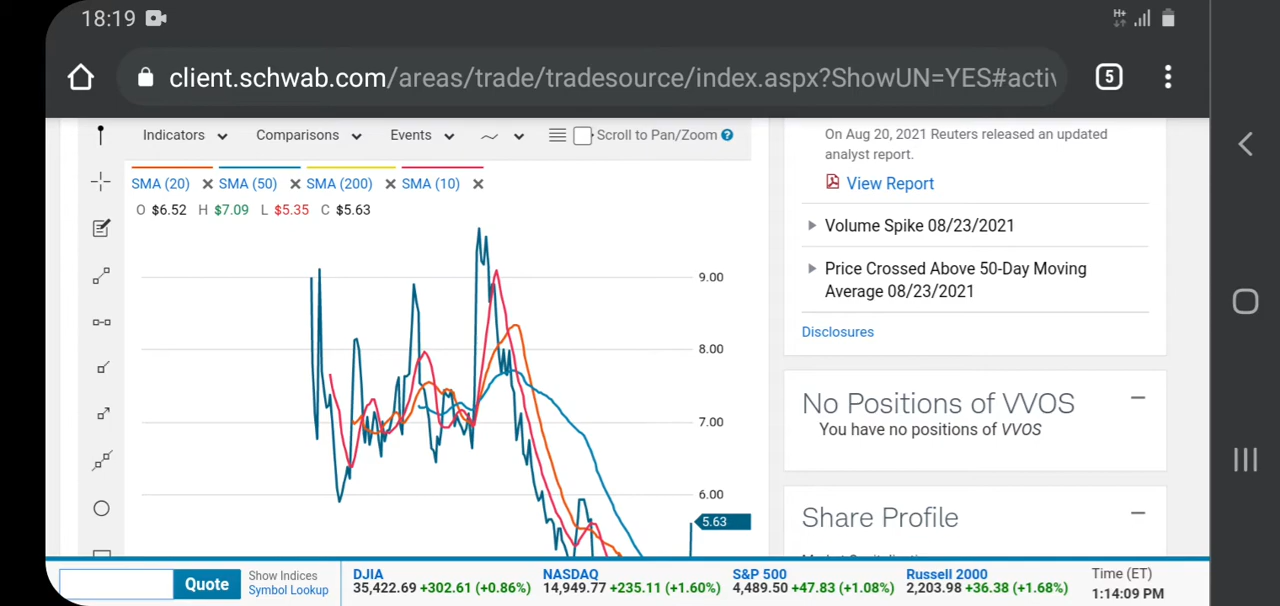 18:19
H+
client.schwab.com/areas/trade/tradesource/index.aspx?ShowUN=YES#activ
5
Indicators
Comparisons
Events
Scroll to Pan/Zoom ?
SMA (20) ×
SMA (50) ×
SMA (200) ×
SMA (10) ×
O $6.52 H $7.09 L $5.35 C $5.63
9.00
8.00
7.00
6.00
5.63
On Aug 20, 2021 Reuters released an updated
analyst report.
View Report
Volume Spike 08/23/2021
Price Crossed Above 50-Day Moving
Average 08/23/2021
Disclosures
No Positions of VVOS
You have no positions of VVOS
Share Profile
Quote
Show Indices
Symbol Lookup
DJIA
35,422.69 +302.61 (+0.86%)
NASDAQ
14,949.77 +235.11 (+1.60%)
S&P 500
4,489.50 +47.83 (+1.08%)
Russell 2000
2,203.98 +36.38 (+1.68%)
Time (ET)
1:14:09 PM